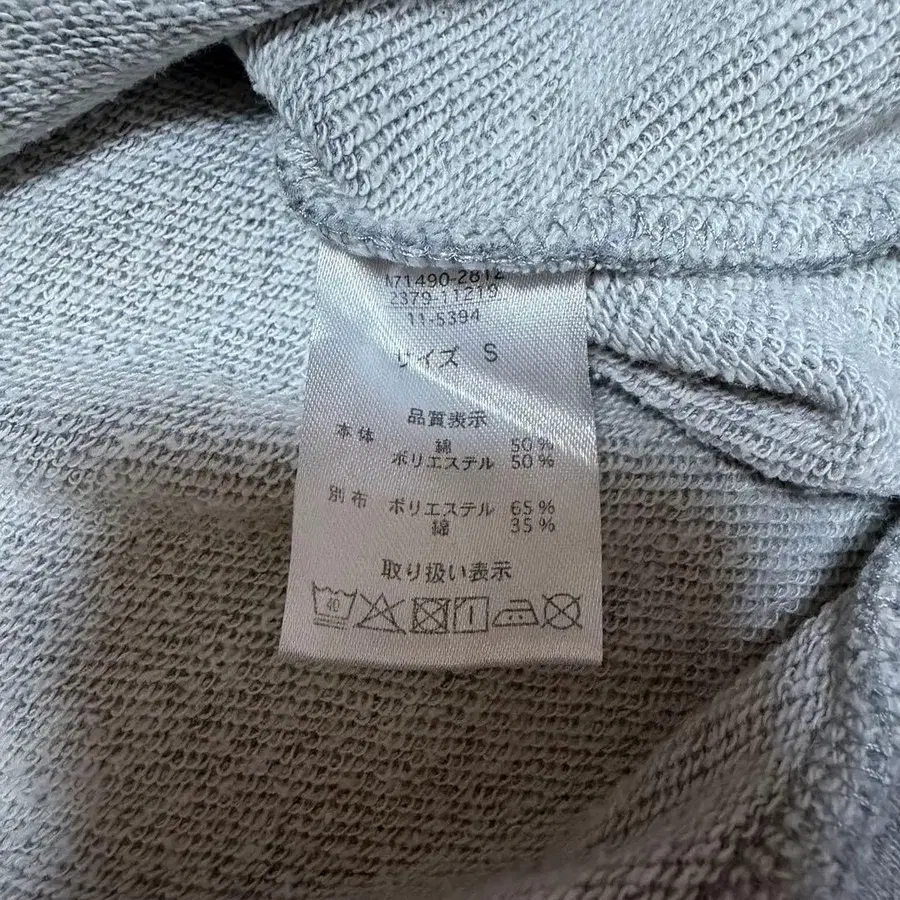 M71490-2812
2379-11219
11-5394
サイズ S
品質表示
本体 綿 50%
ポリエステル 50%
別布 ポリエステル 65%
綿 35%
取り扱い表示
40